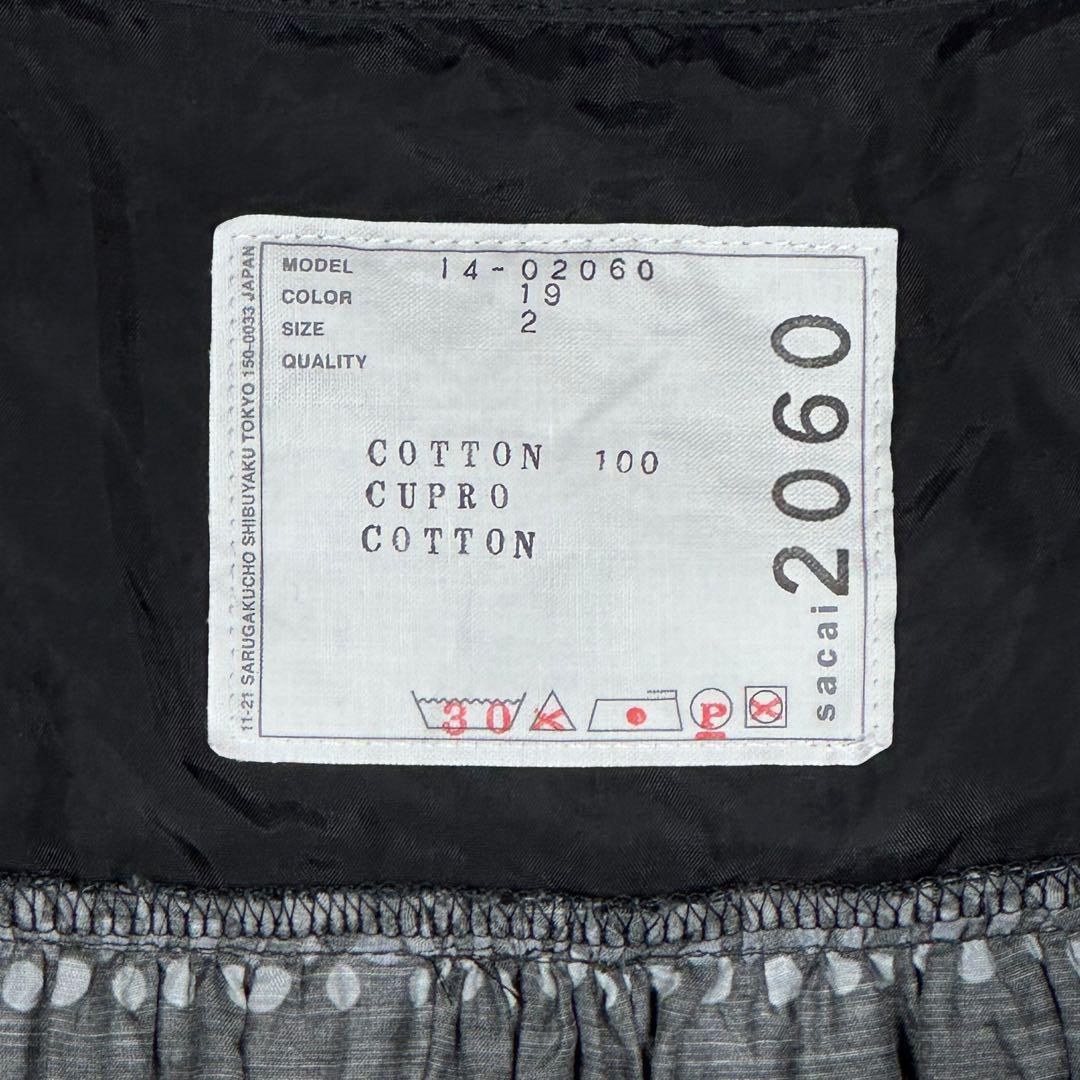 MODEL 14-02060
COLOR 19
SIZE 2
QUALITY
COTTON 100
CUPRO
COTTON
30
P
sacai 2060
11-21 SARUGAKUCHO SHIBUYAKU TOKYO 150-0033 JAPAN